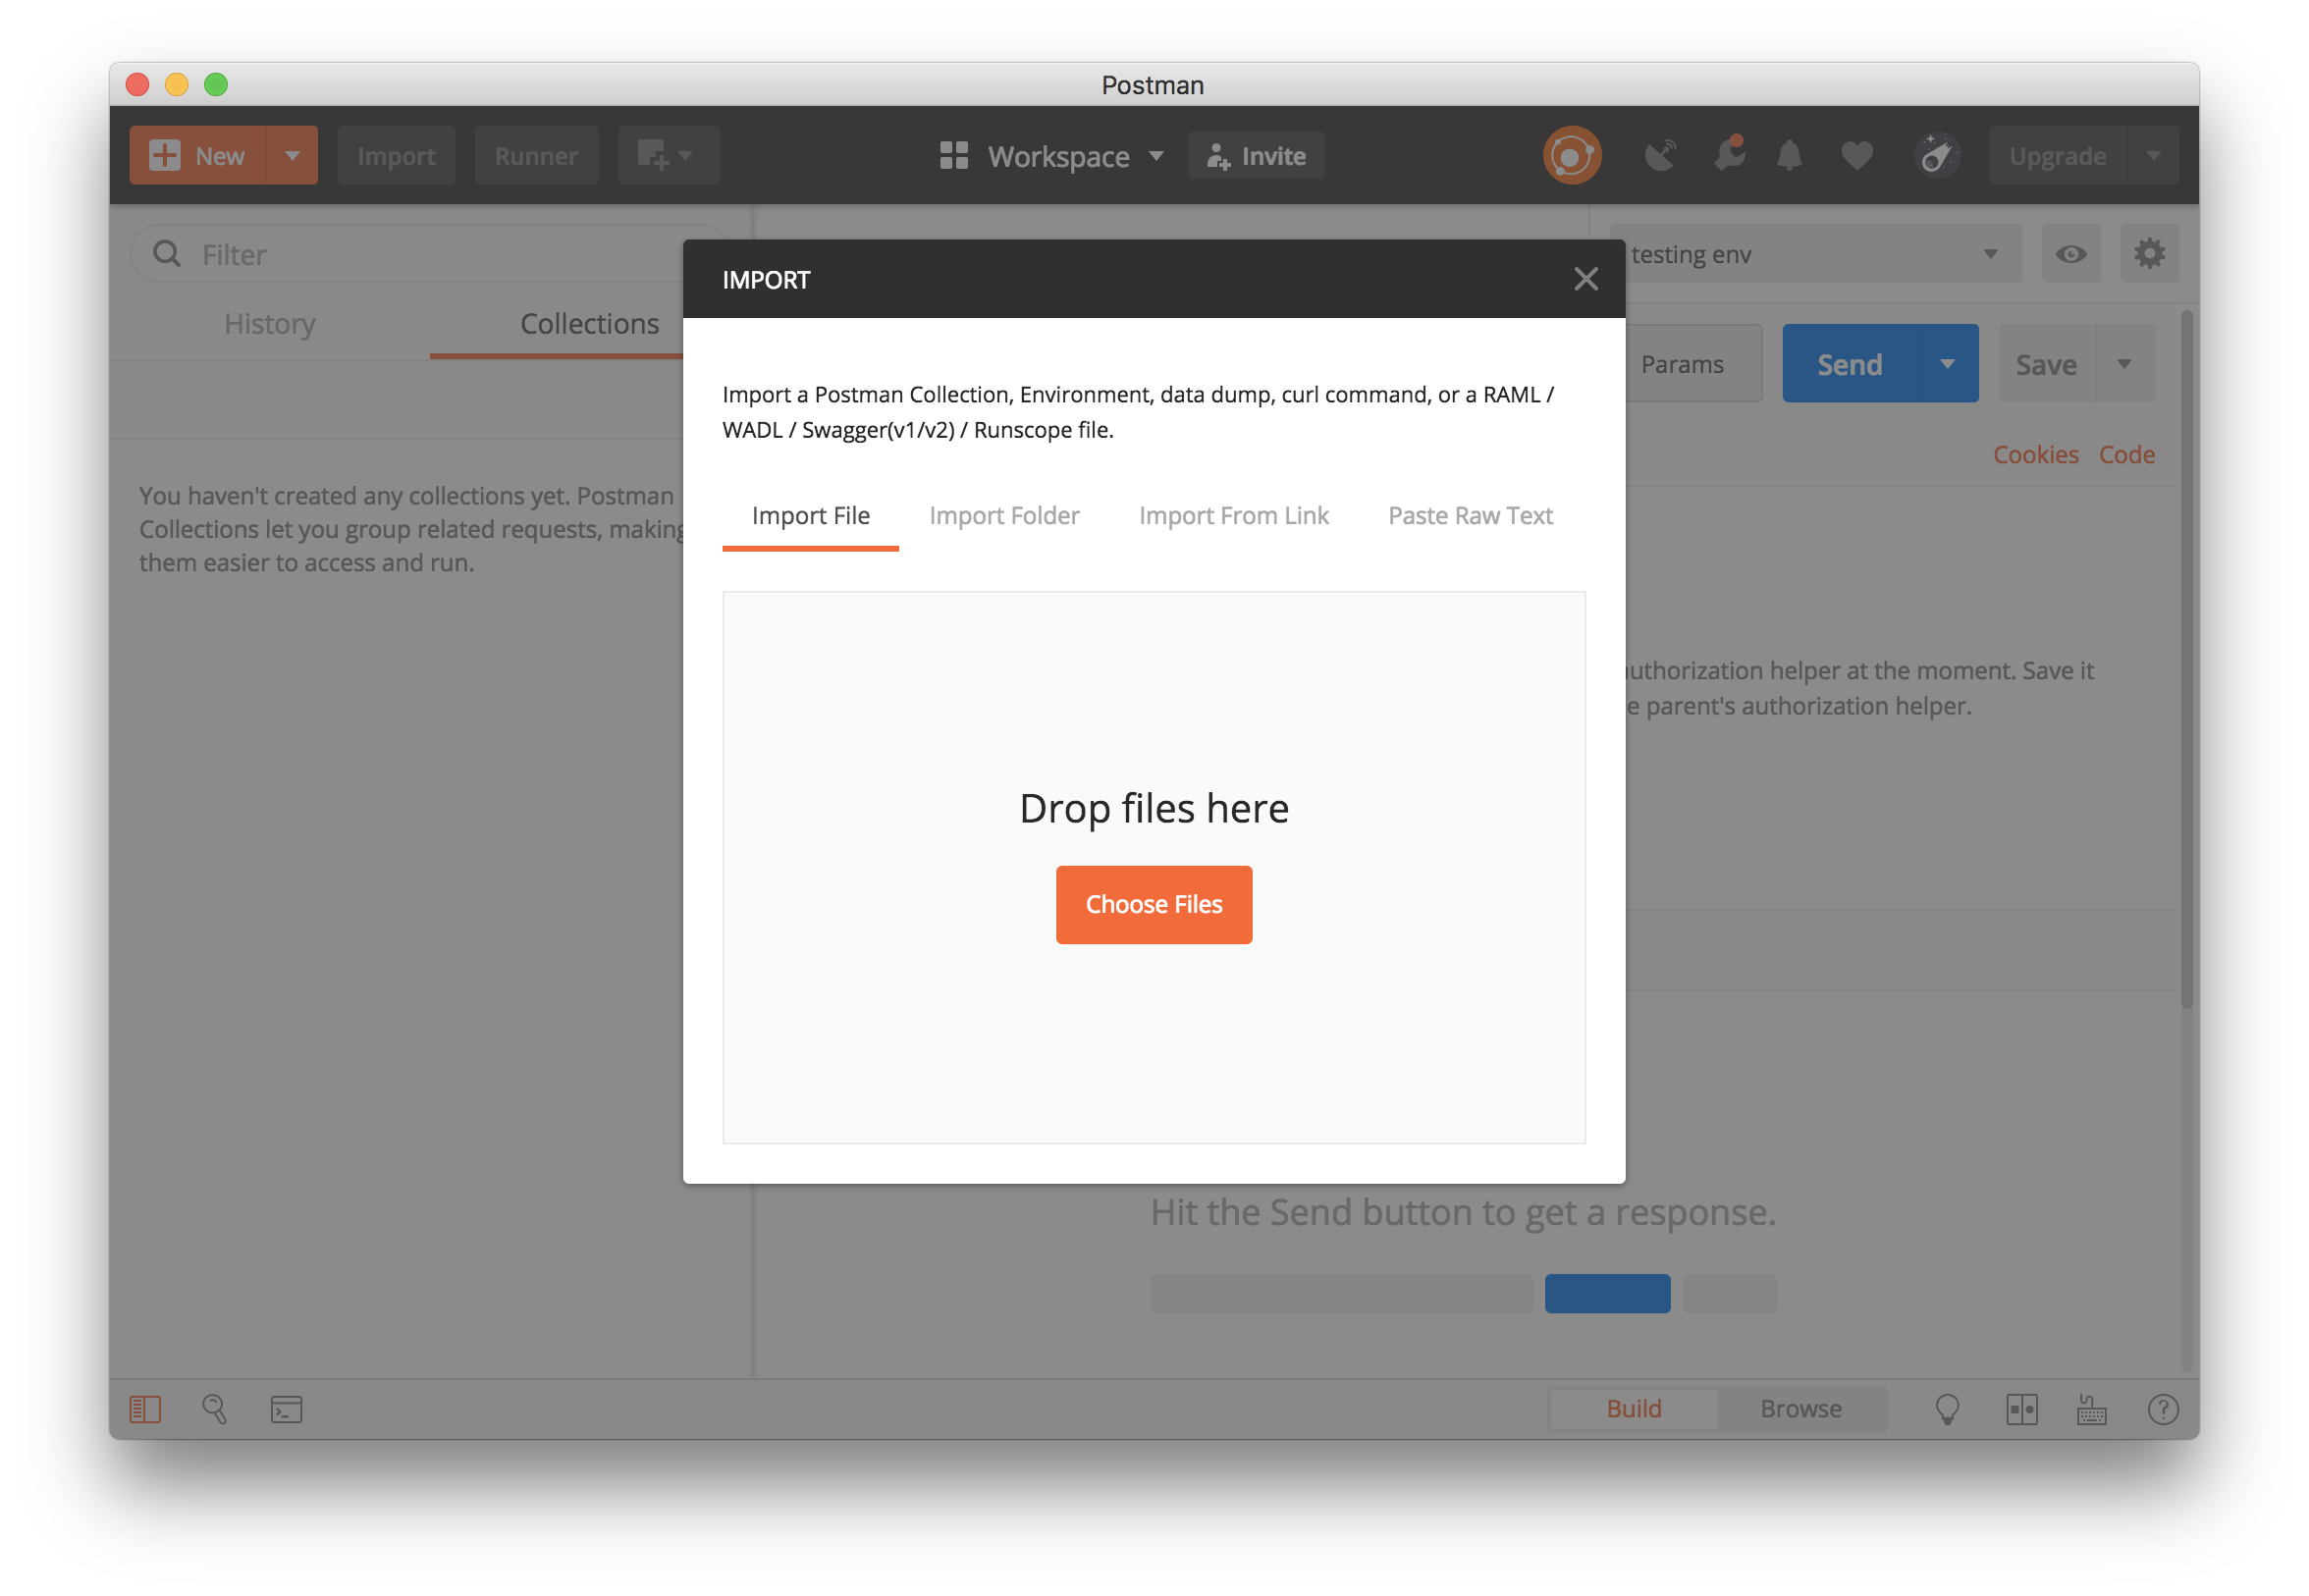 Postman
New
Import
Runner
Workspace
Invite
Upgrade
Filter
History
Collections
You haven't created any collections yet. Postman
Collections let you group related requests, making
them easier to access and run.
IMPORT
Import a Postman Collection, Environment, data dump, curl command, or a RAML /
WADL / Swagger(v1/v2) / Runscope file.
Import File
Import Folder
Import From Link
Paste Raw Text
Drop files here
Choose Files
testing env
Params
Send
Save
Cookies
Code
uthorization helper at the moment. Save it
e parent's authorization helper.
Hit the Send button to get a response.
Build
Browse